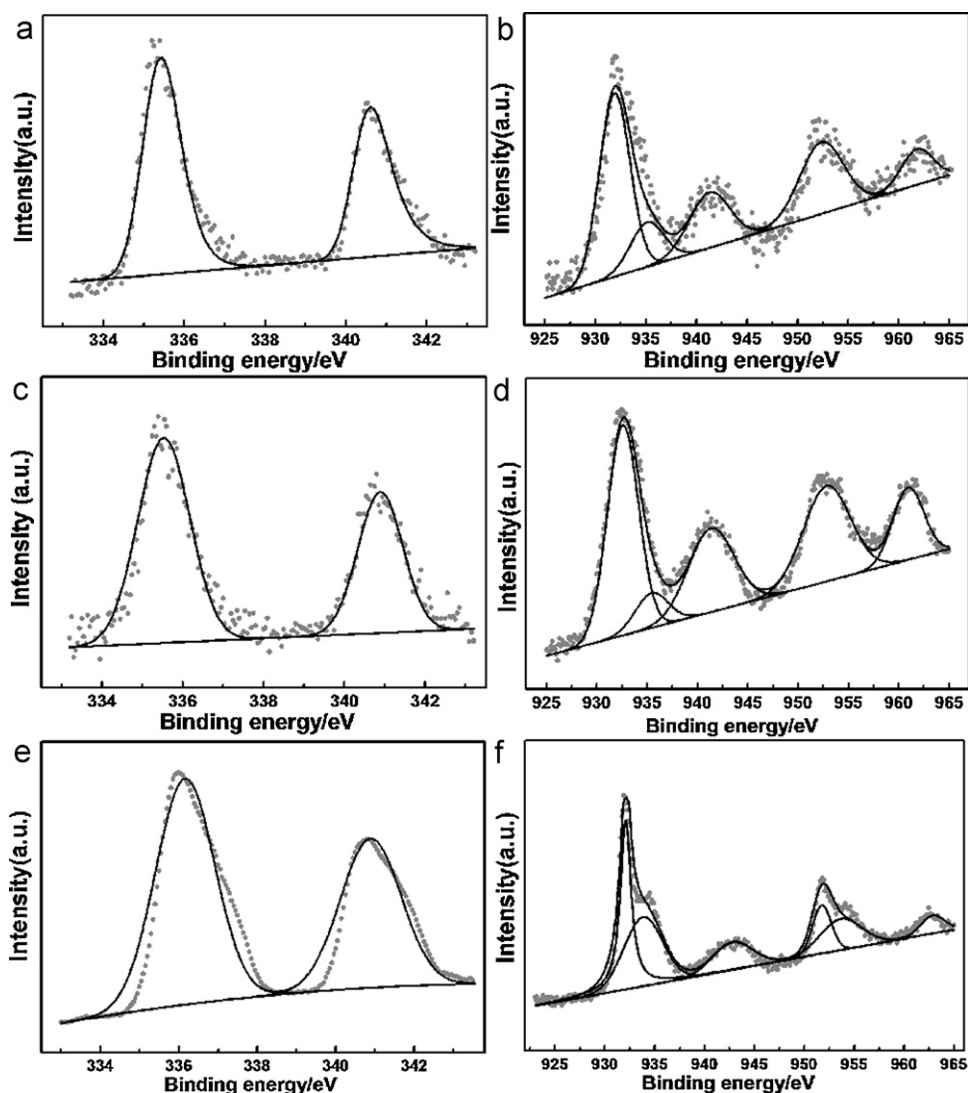 a
Intensity(a.u.)
334 336 338 340 342
Binding energy/eV
b
Intensity(a.u.)
925 930 935 940 945 950 955 960 965
Binding energy/eV
c
Intensity (a.u.)
334 336 338 340 342
Binding energy/eV
d
Intensity(a.u.)
925 930 935 940 945 950 955 960 965
Binding energy/eV
e
Intensity(a.u.)
334 336 338 340 342
Binding energy/eV
f
Intensity(a.u.)
925 930 935 940 945 950 955 960 965
Binding energy/eV